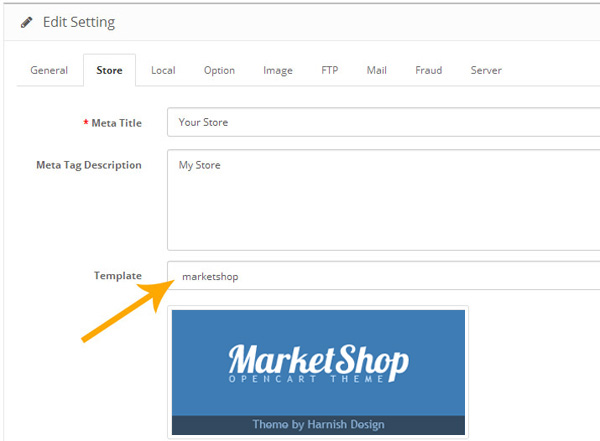 Edit Setting
General Store Local Option Image FTP Mail Fraud Server
* Meta Title Your Store
Meta Tag Description My Store
Template marketshop
MarketShop
OPENCART THEME
Theme by Harnish Design